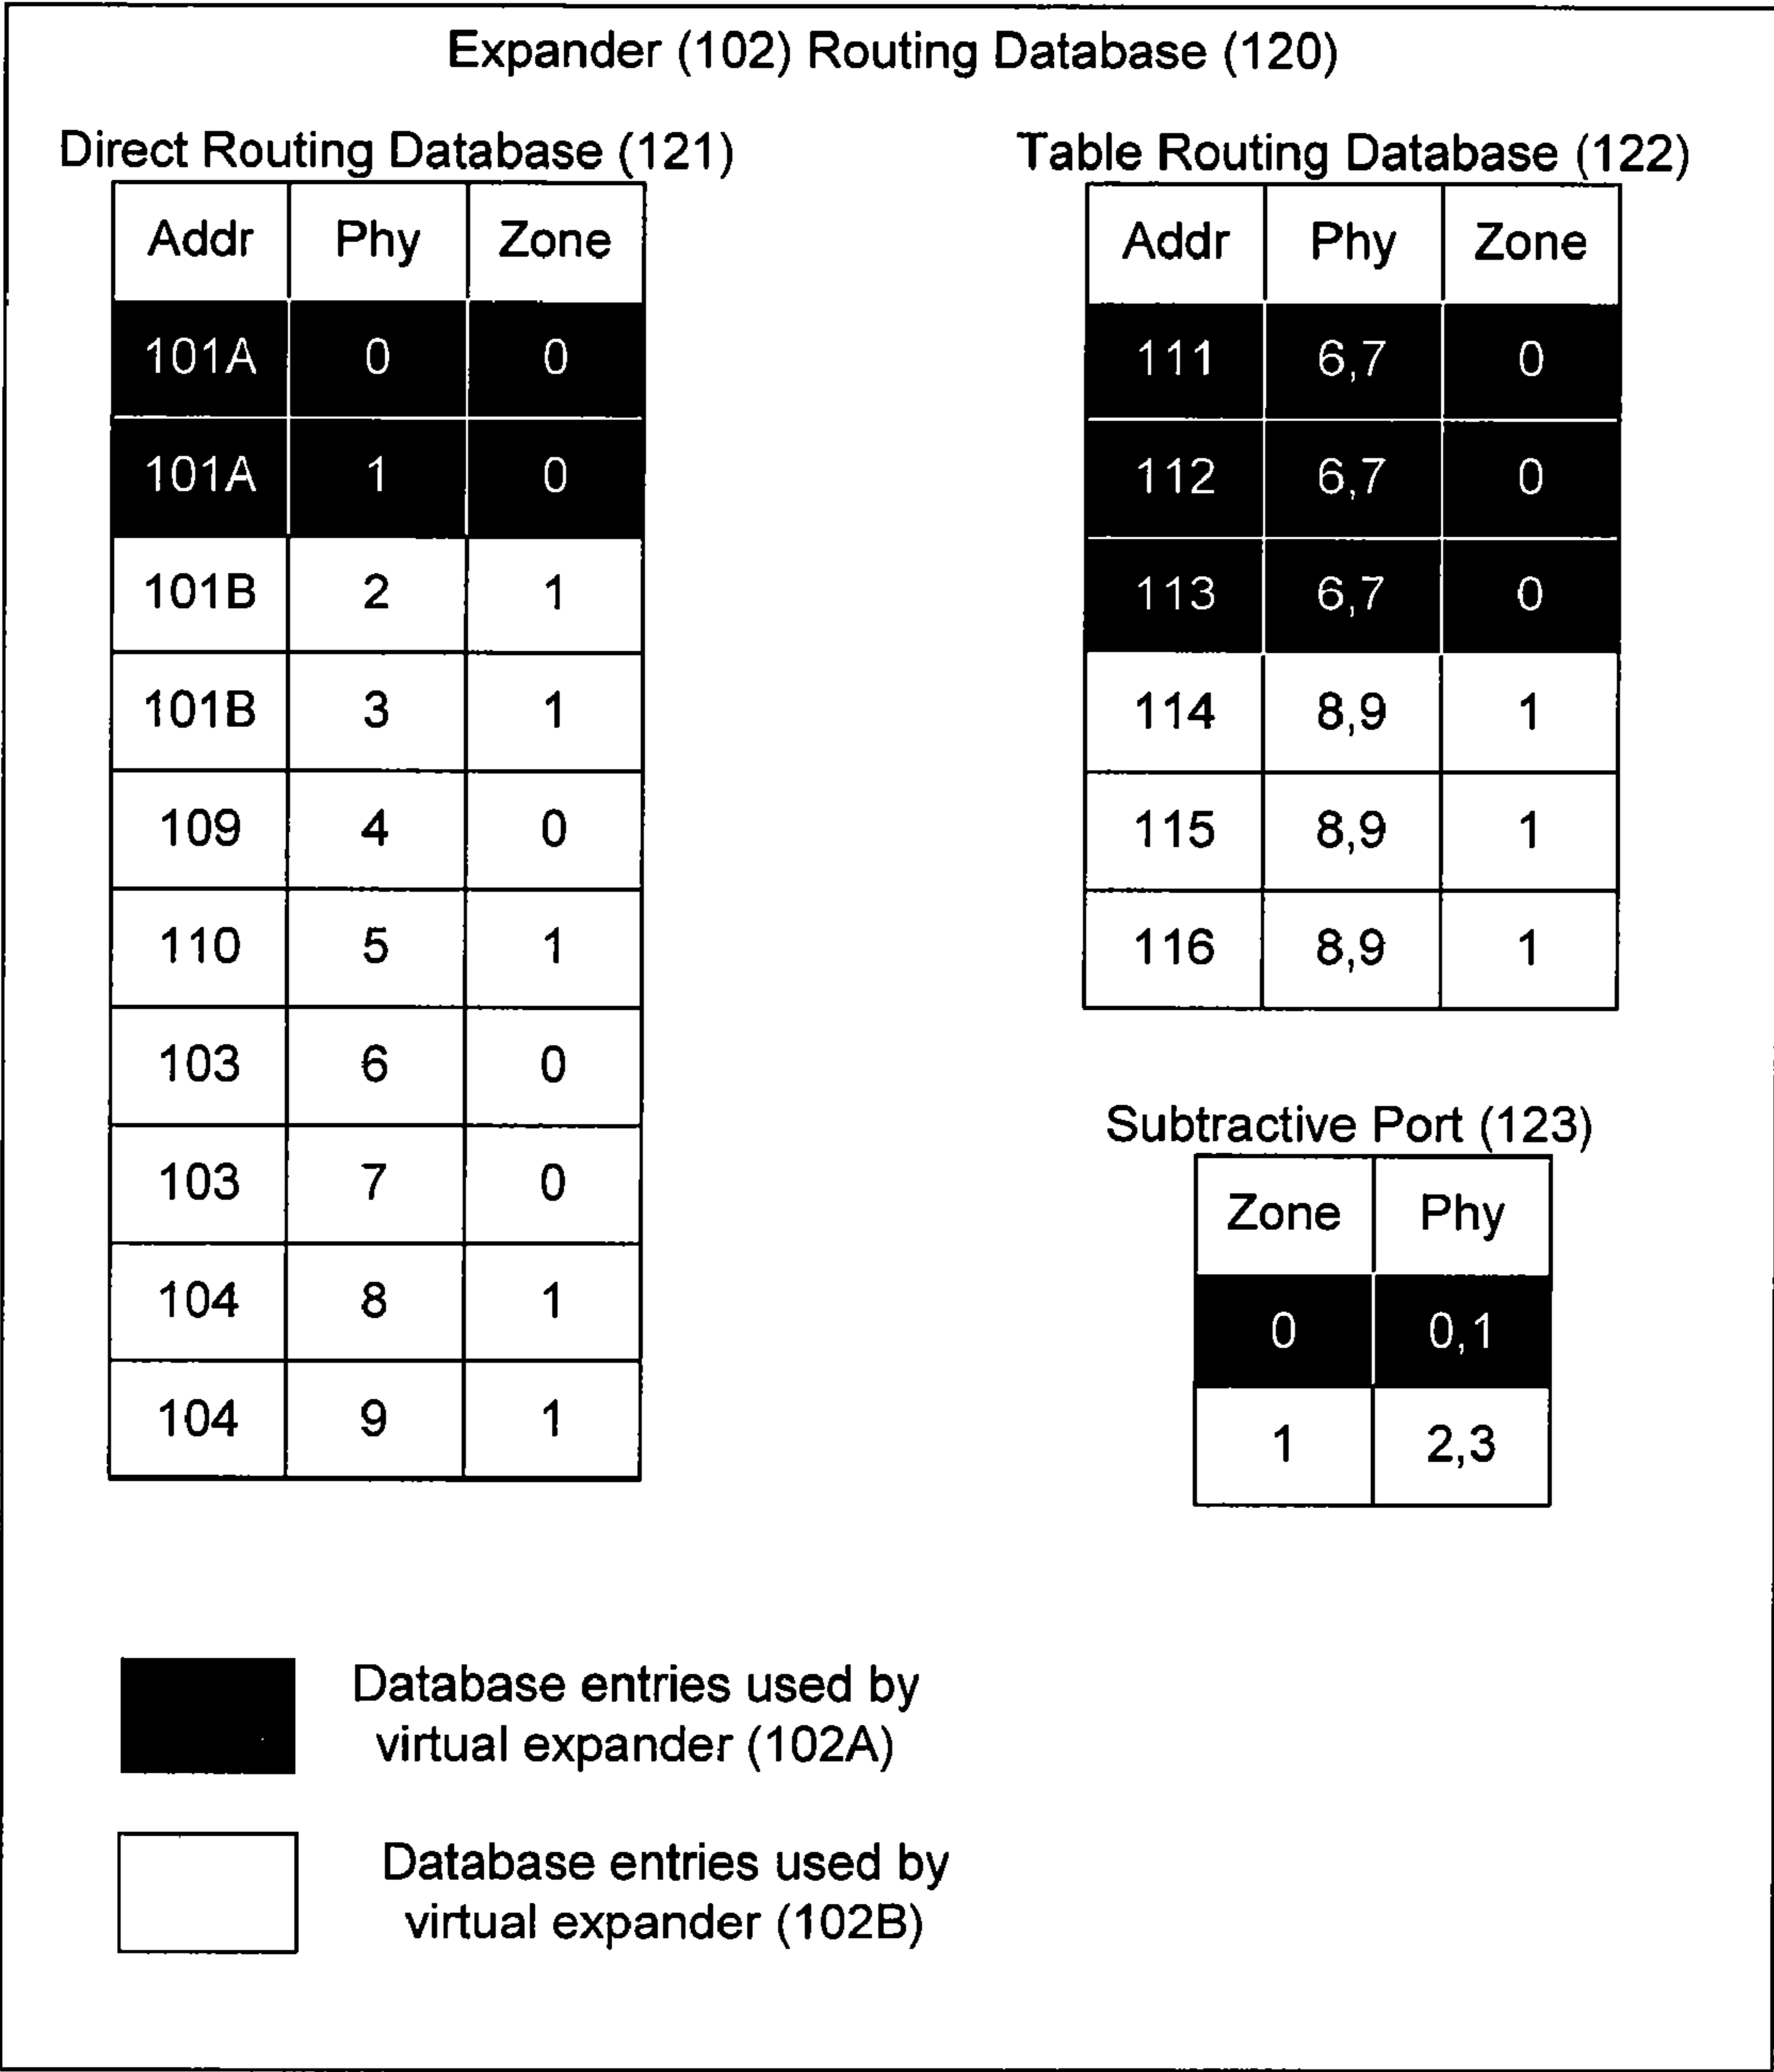 Expander (102) Routing Database (120)
Direct Routing Database (121)
Addr Phy Zone
101A 0 0
101A 1 0
101B 2 1
101B 3 1
109 4 0
110 5 1
103 6 0
103 7 0
104 8 1
104 9 1
Table Routing Database (122)
Addr Phy Zone
111 6,7 0
112 6,7 0
113 6,7 0
114 8,9 1
115 8,9 1
116 8,9 1
Subtractive Port (123)
Zone Phy
0 0,1
1 2,3
Database entries used by
virtual expander (102A)
Database entries used by
virtual expander (102B)